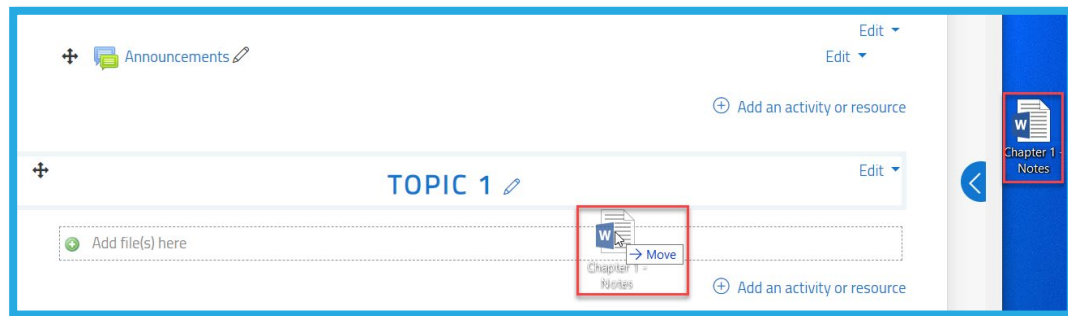 Edit
Announcements
Edit
Add an activity or resource
W
Chapter 1 -
Notes
TOPIC 1
Edit
Add file(s) here
W
Move
Chapter 1 -
Notes
Add an activity or resource